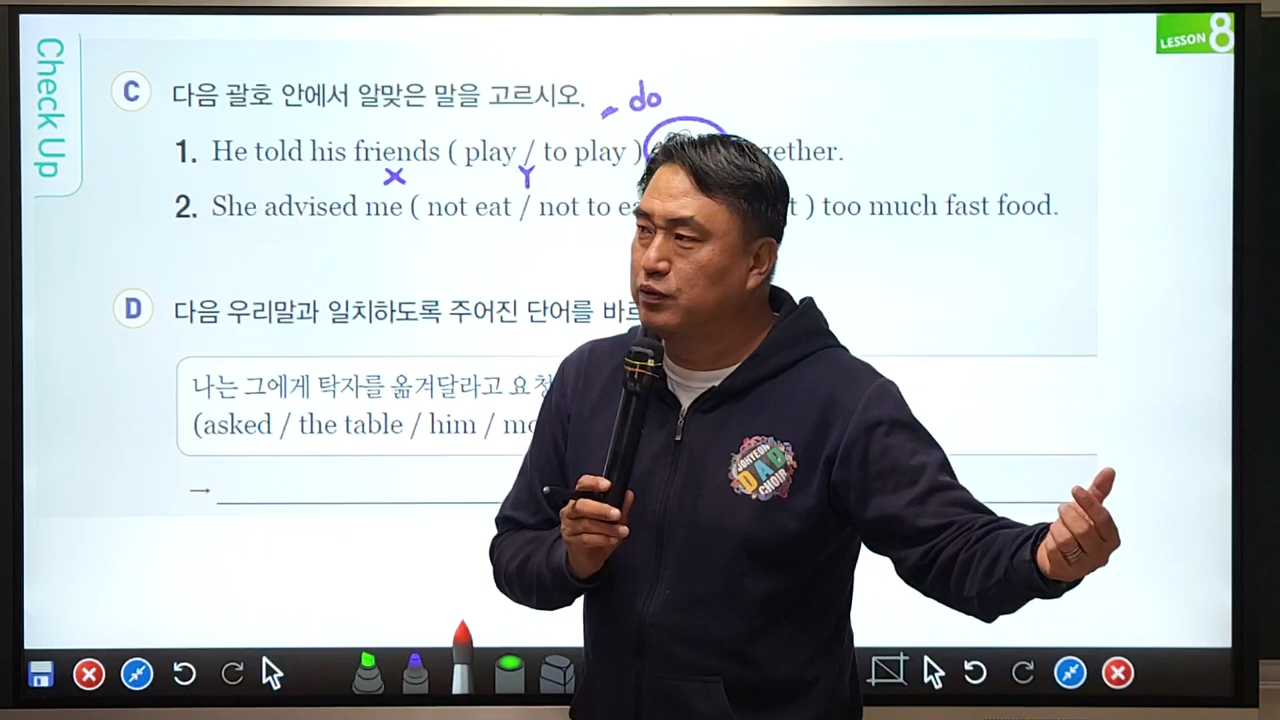 Check Up
LESSON 8
C 다음 괄호 안에서 알맞은 말을 고르시오.
- do
1. He told his friends ( play / to play ) gether.
X Y
2. She advised me ( not eat / not to ea t ) too much fast food.
D 다음 우리말과 일치하도록 주어진 단어를
나는 그에게 탁자를 옮겨달라고
(asked / the table / him /
→
JOHYEON
DAD
CHOIR